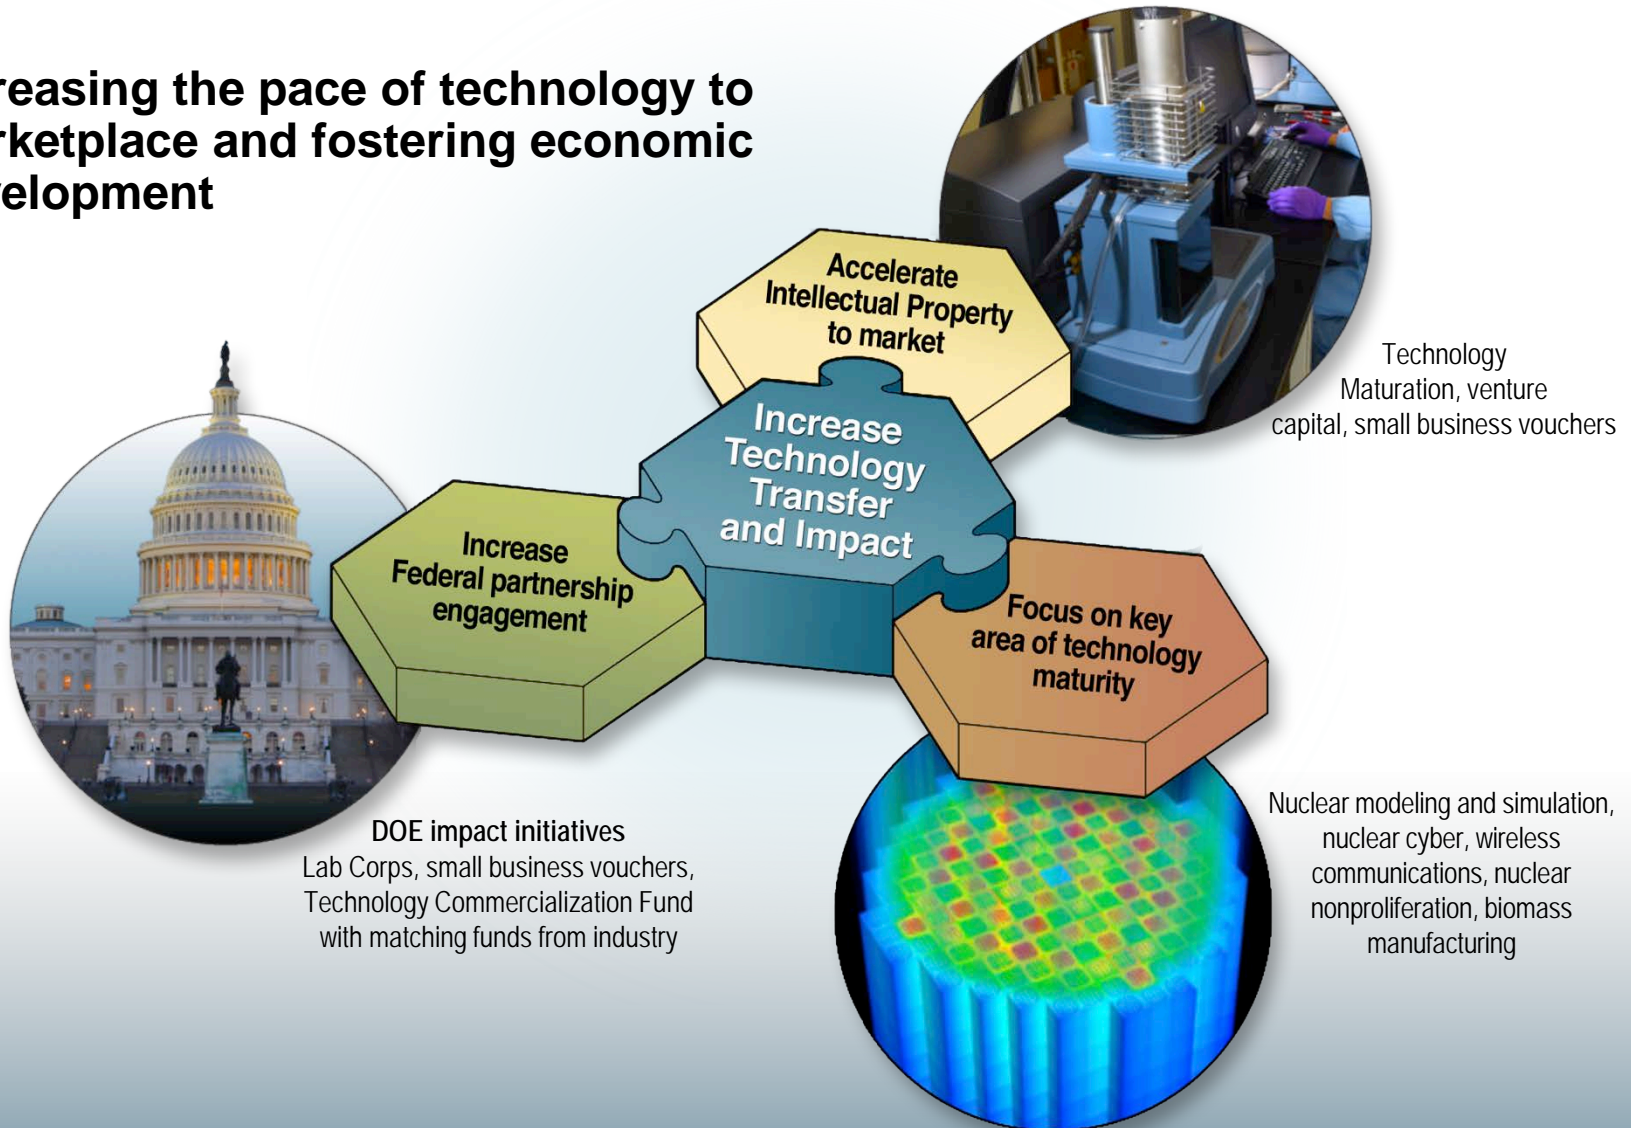 reasing the pace of technology to
rketplace and fostering economic
velopment
Accelerate
Intellectual Property
to market
Technology
Maturation, venture
capital, small business vouchers
Increase
Technology
Transfer
and Impact
Increase
Federal partnership
engagement
Focus on key
area of technology
maturity
DOE impact initiatives
Lab Corps, small business vouchers,
Technology Commercialization Fund
with matching funds from industry
Nuclear modeling and simulation,
nuclear cyber, wireless
communications, nuclear
nonproliferation, biomass
manufacturing